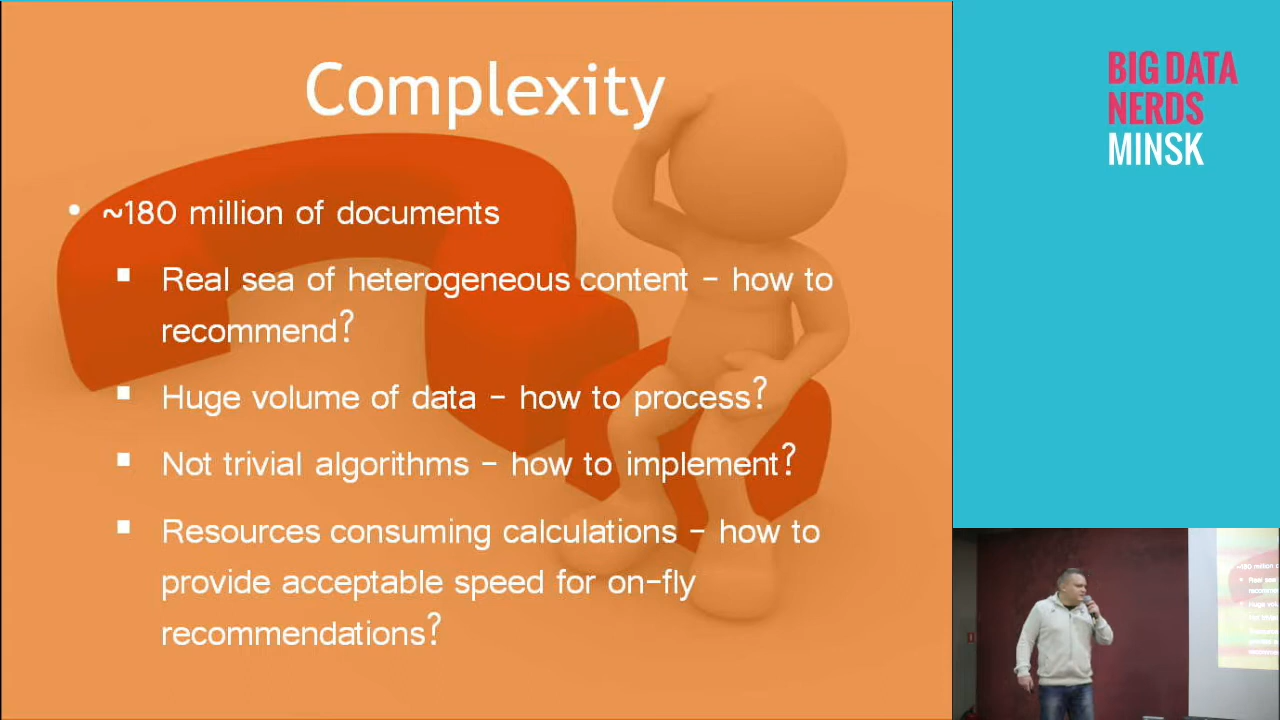 Complexity
• ~180 million of documents
▪ Real sea of heterogeneous content – how to
recommend?
▪ Huge volume of data – how to process?
▪ Not trivial algorithms – how to implement?
▪ Resources consuming calculations – how to
provide acceptable speed for on-fly
recommendations?
BIG DATA
NERDS
MINSK
~180 million